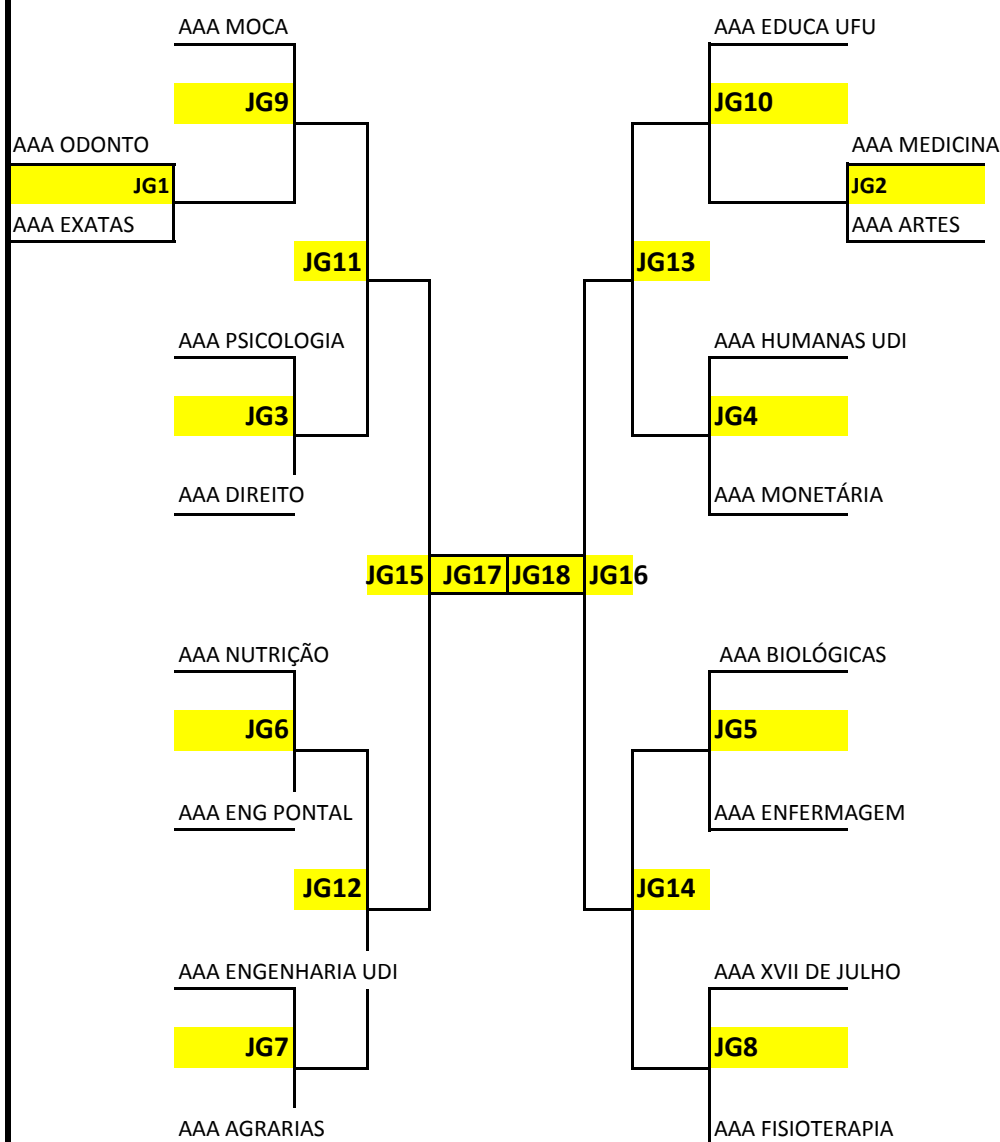 AAA MOCA
AAA EDUCA UFU
JG9
JG10
AAA ODONTO
AAA MEDICINA
JG1
JG2
AAA EXATAS
AAA ARTES
JG11
JG13
AAA PSICOLOGIA
AAA HUMANAS UDI
JG3
JG4
AAA DIREITO
AAA MONETÁRIA
JG15 JG17 JG18 JG16
AAA NUTRIÇÃO
AAA BIOLÓGICAS
JG6
JG5
AAA ENG PONTAL
AAA ENFERMAGEM
JG12
JG14
AAA ENGENHARIA UDI
AAA XVII DE JULHO
JG7
JG8
AAA AGRARIAS
AAA FISIOTERAPIA